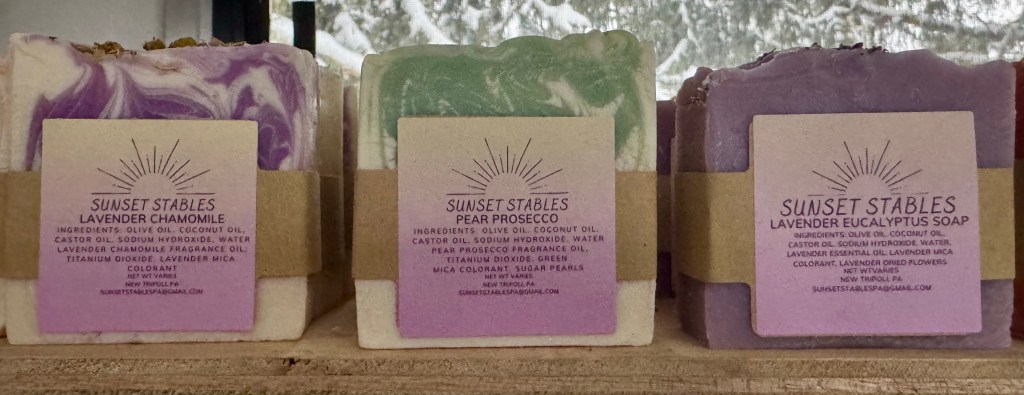 SUNSET STABLES
LAVENDER CHAMOMILE
INGREDIENTS: OLIVE OIL, COCONUT OIL,
CASTOR OIL, SODIUM HYDROXIDE, WATER
LAVENDER CHAMOMILE FRAGRANCE OIL,
TITANIUM DIOXIDE, LAVENDER MICA
COLORANT
NET WT VARIES
NEW TRIPOLI, PA
SUNSETSTABLESPA@GMAIL.COM
SUNSET STABLES
PEAR PROSECCO
INGREDIENTS: OLIVE OIL, COCONUT OIL,
CASTOR OIL, SODIUM HYDROXIDE, WATER
PEAR PROSECCO FRAGRANCE OIL,
TITANIUM DIOXIDE, GREEN
MICA COLORANT, SUGAR PEARLS
NET WT VARIES
NEW TRIPOLI, PA
SUNSETSTABLESPA@GMAIL.COM
SUNSET STABLES
LAVENDER EUCALYPTUS SOAP
INGREDIENTS: OLIVE OIL, COCONUT OIL,
CASTOR OIL, SODIUM HYDROXIDE, WATER,
LAVENDER ESSENTIAL OIL, LAVENDER MICA
COLORANT, LAVENDER DRIED FLOWERS
NET WT VARIES
NEW TRIPOLI, PA
SUNSETSTABLESPA@GMAIL.COM